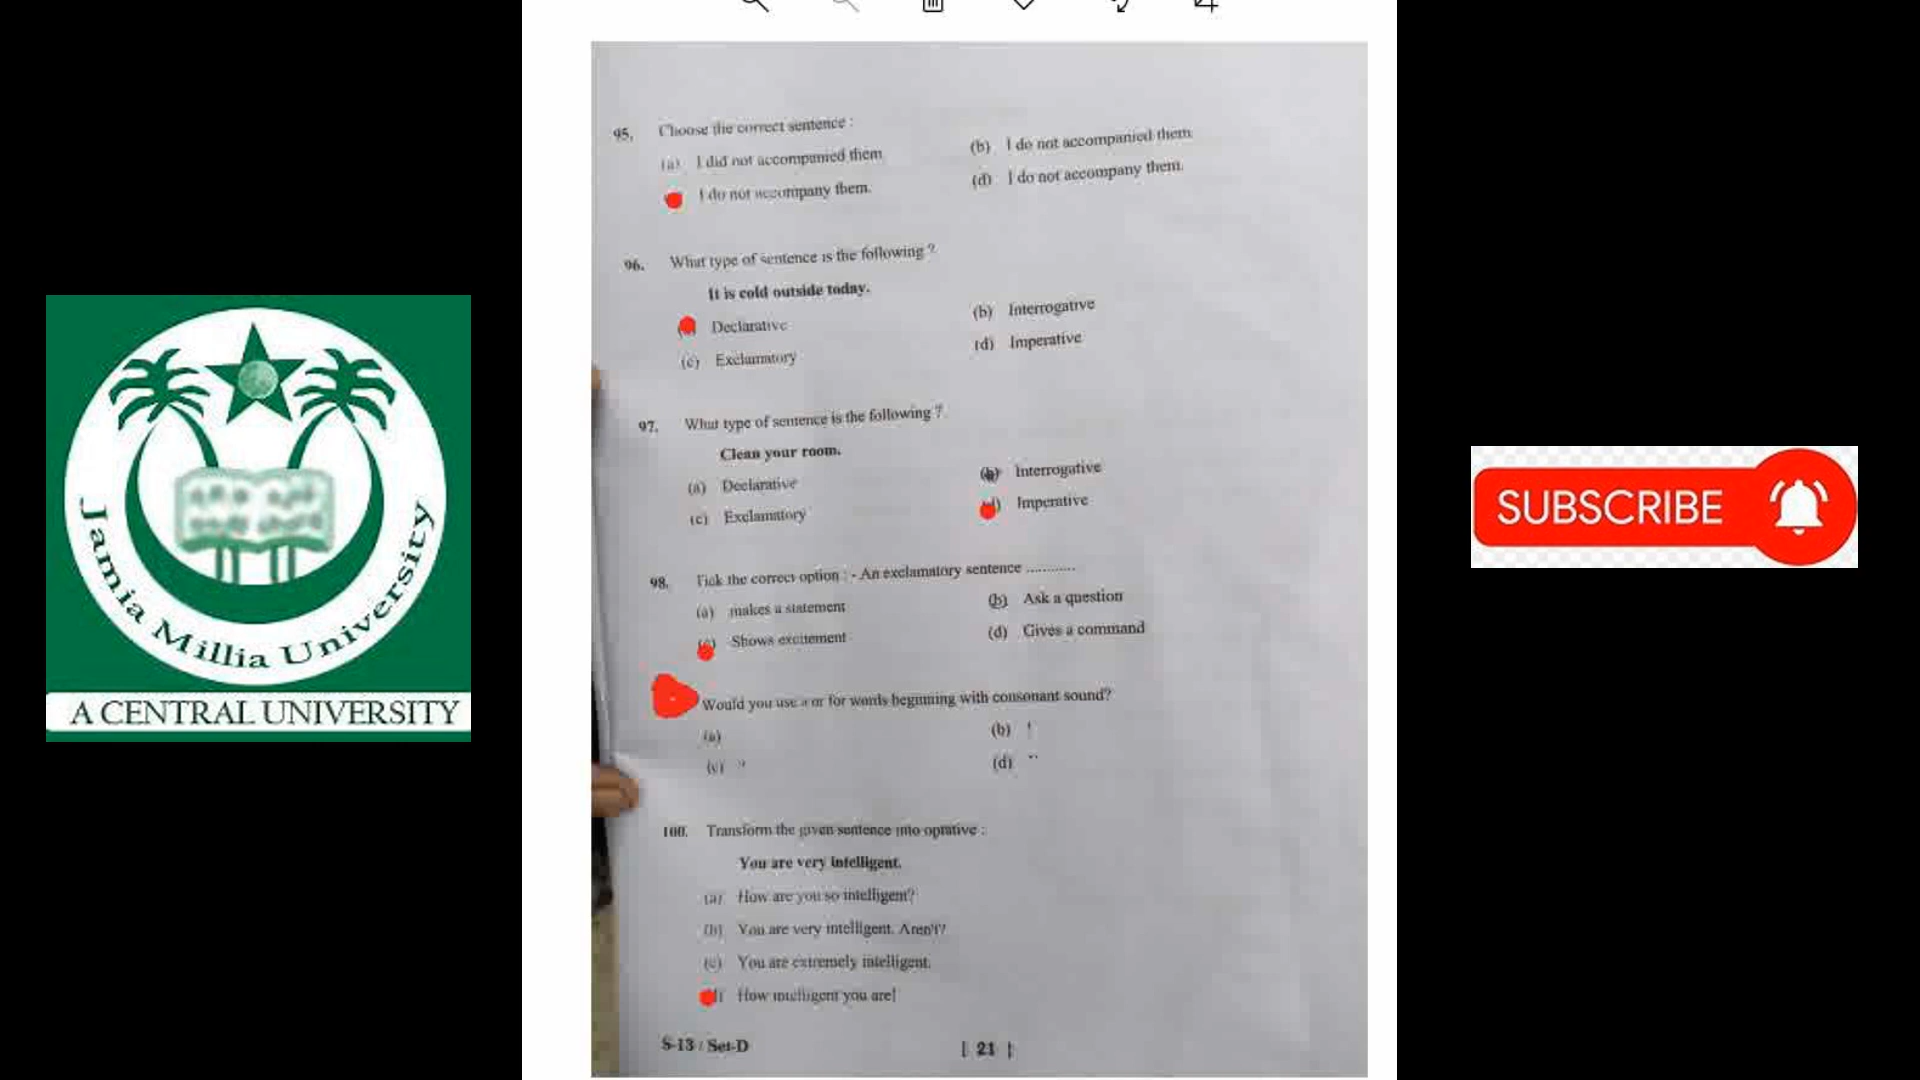 95. Choose the correct sentence :
(a) I did not accompanied them
(b) I do not accompanied them
I do not accompany them.
(d) I do not accompany them.
96. What type of sentence is the following ?
It is cold outside today.
Declarative
(b) Interrogative
(c) Exclamatory
(d) Imperative
97. What type of sentence is the following ?
Clean your room.
(a) Declarative
(b) Interrogative
(c) Exclamatory
(d) Imperative
98. Tick the correct option : - An exclamatory sentence ............
(a) makes a statement
(b) Ask a question
(c) Shows excitement
(d) Gives a command
Would you use a or for words beginning with consonant sound?
(a)
(b) !
(c) ?
(d)
100. Transform the given sentence into oprative :
You are very intelligent.
(a) How are you so intelligent?
(b) You are very intelligent. Aren't?
(c) You are extremely intelligent.
How intelligent you are!
S-13 / Set-D
[ 21 ]
Jamia Millia University
A CENTRAL UNIVERSITY
SUBSCRIBE